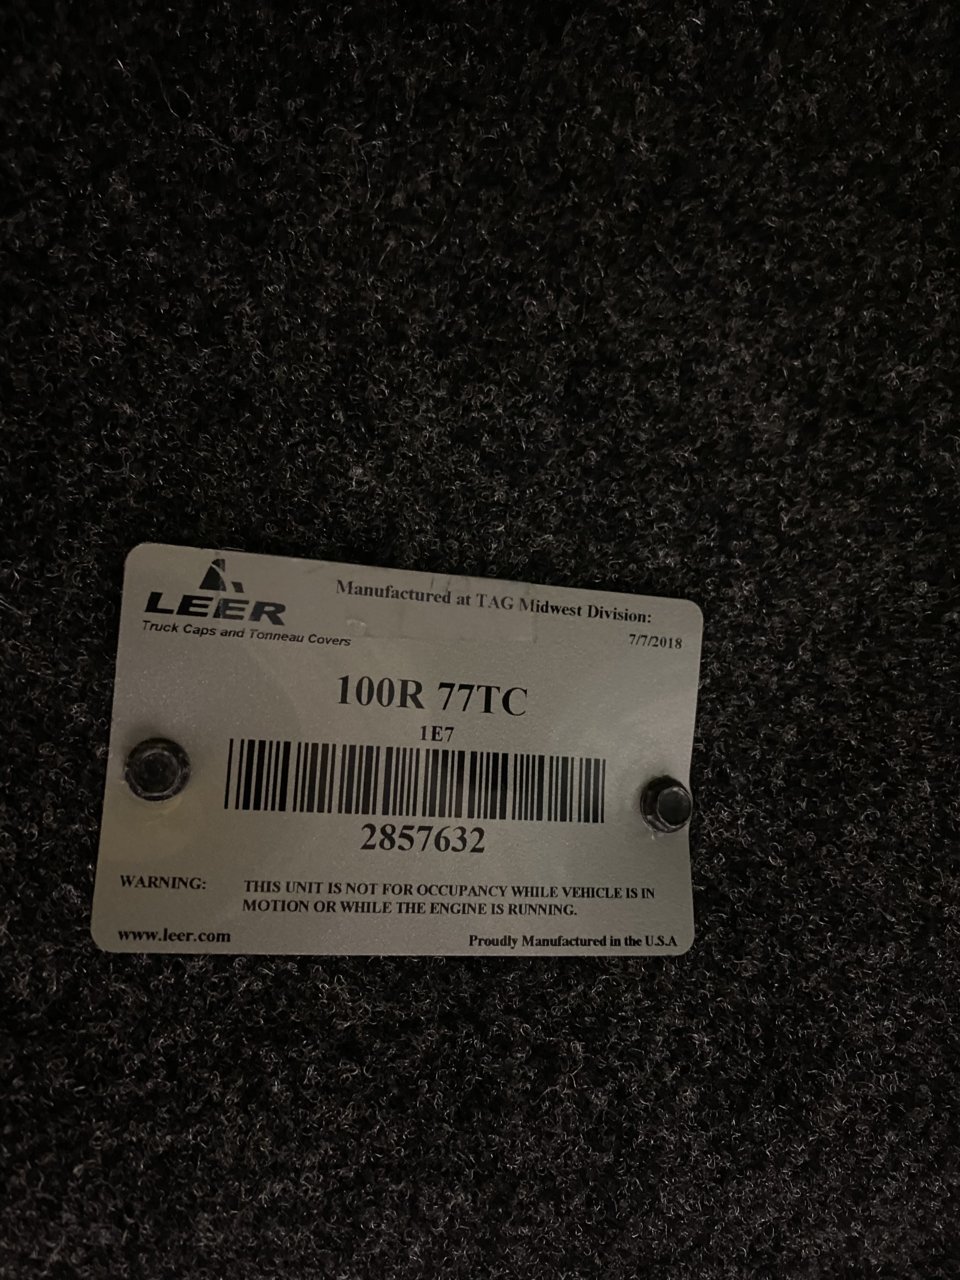 LEER
Truck Caps and Tonneau Covers
Manufactured at TAG Midwest Division:
7/7/2018
100R 77TC
1E7
2857632
WARNING: THIS UNIT IS NOT FOR OCCUPANCY WHILE VEHICLE IS IN
MOTION OR WHILE THE ENGINE IS RUNNING.
www.leer.com
Proudly Manufactured in the U.S.A